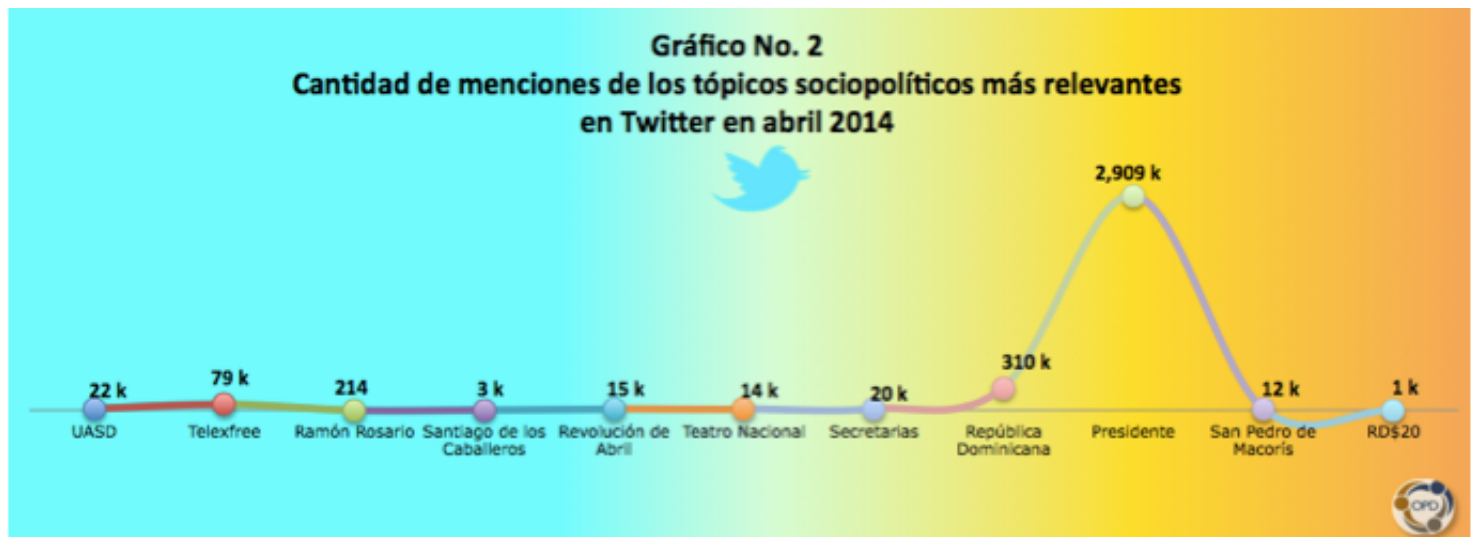 Gráfico No. 2
Cantidad de menciones de los tópicos sociopolíticos más relevantes
en Twitter en abril 2014
2,909 k
310 k
22 k 79 k 214 3 k 15 k 14 k 20 k 12 k 1 k
UASD Telexfree Ramón Rosario Santiago de los Revolución de Teatro Nacional Secretarias República Presidente San Pedro de RD$20
Caballeros Abril Dominicana Macorís
OPD